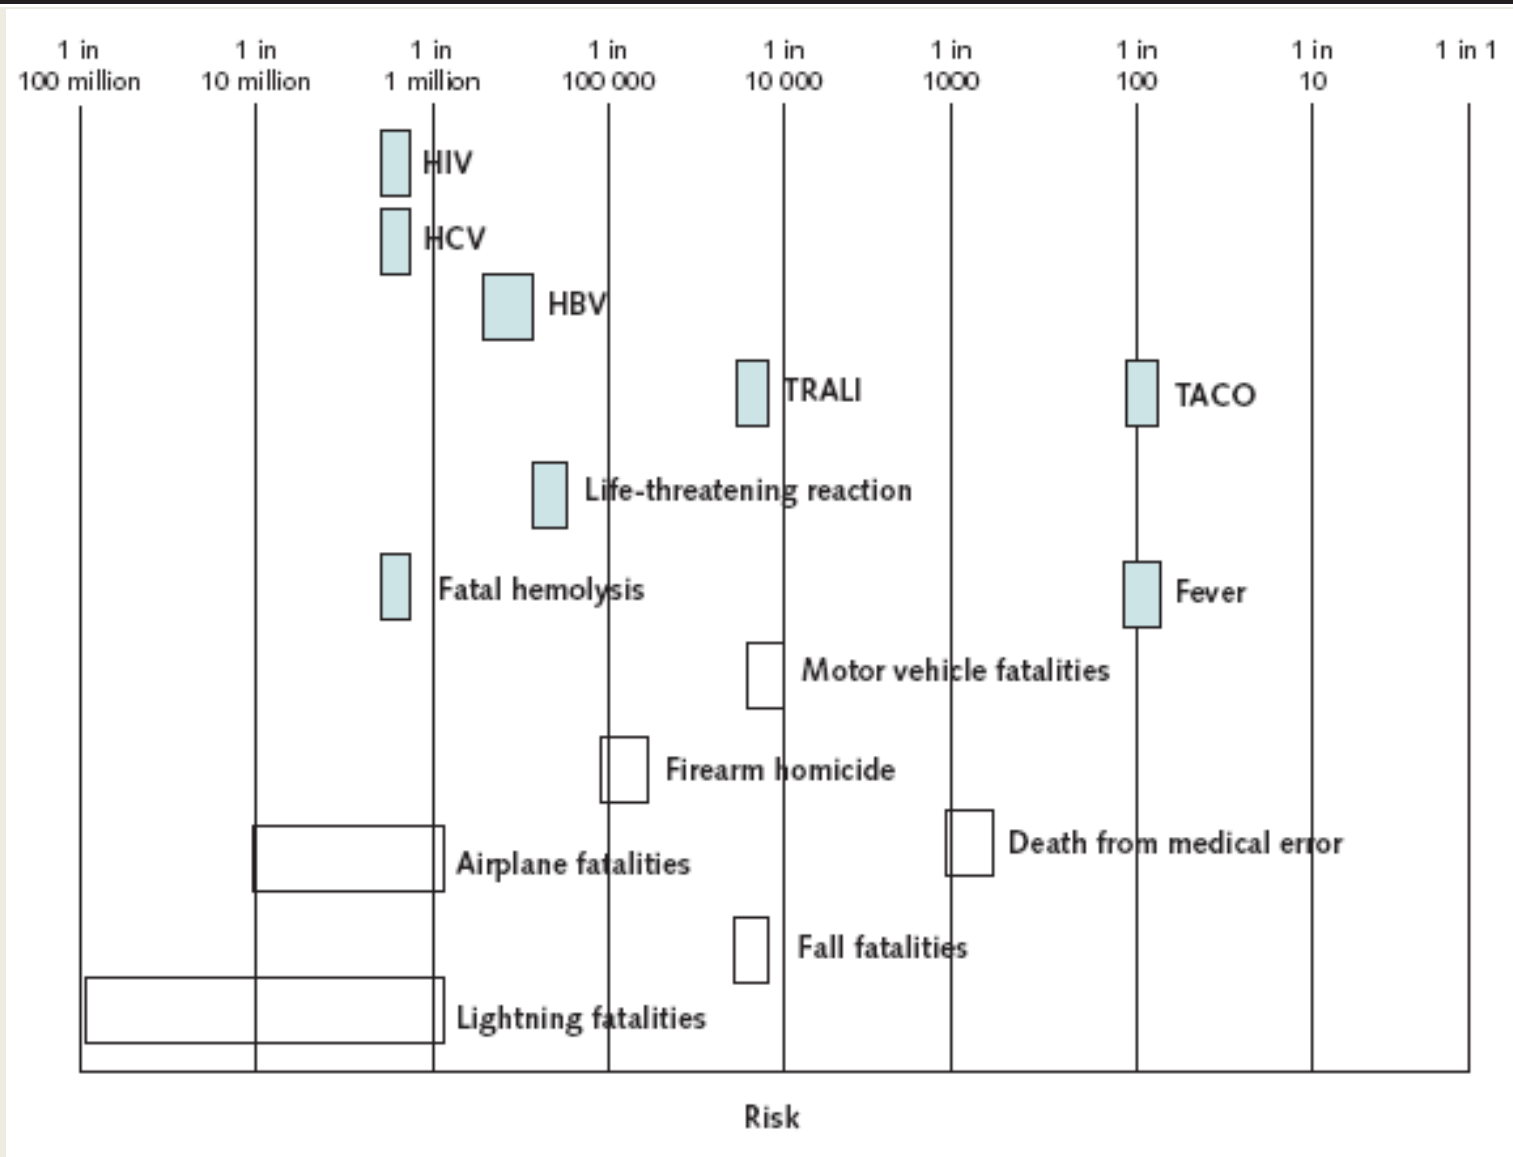 1 in
100 million
1 in
10 million
1 in
1 million
1 in
100 000
1 in
10 000
1 in
1000
1 in
100
1 in
10
1 in 1
HIV
HCV
HBV
TRALI
TACO
Life-threatening reaction
Fatal hemolysis
Fever
Motor vehicle fatalities
Firearm homicide
Death from medical error
Airplane fatalities
Fall fatalities
Lightning fatalities
Risk